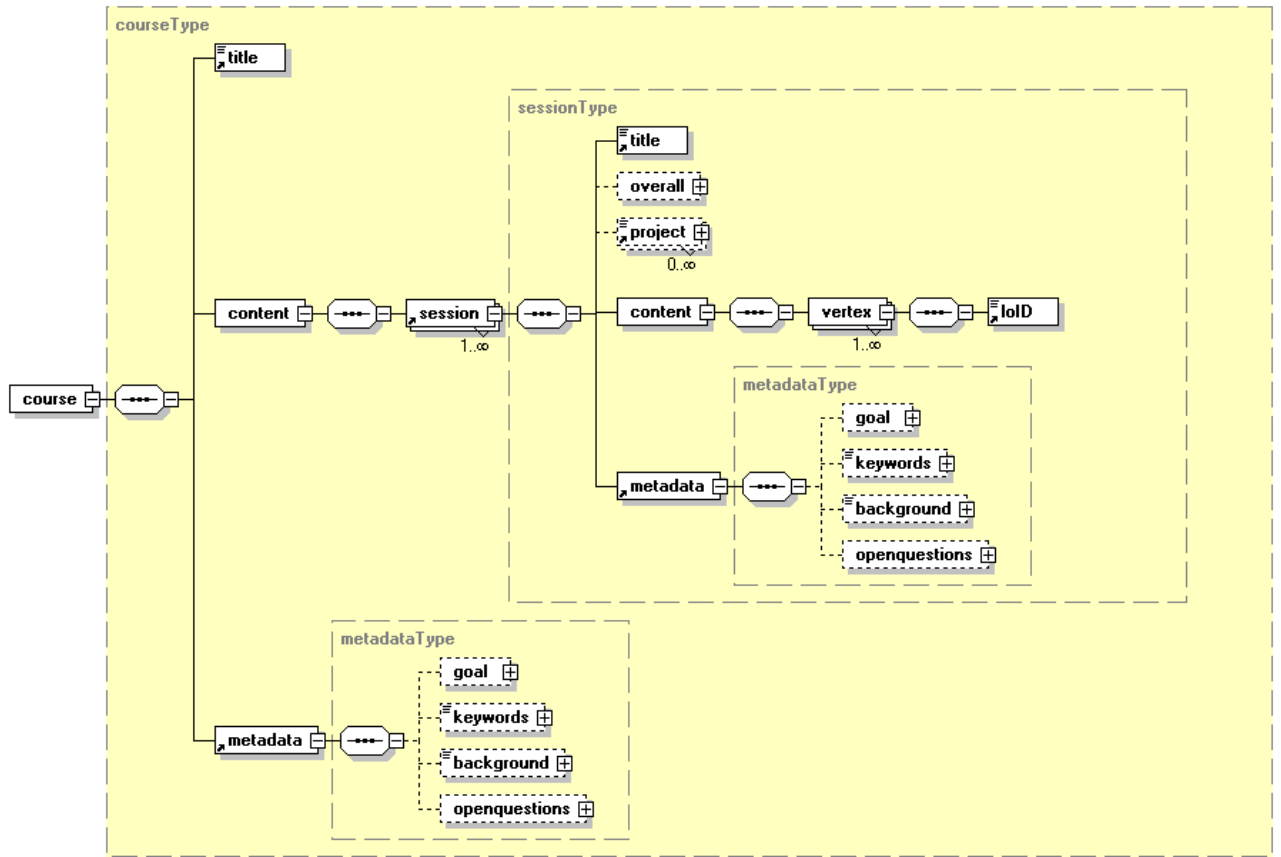 courseType
title
sessionType
title
overall
project
0..∞
content
session
1..∞
content
vertex
1..∞
loID
course
metadataType
goal
keywords
metadata
background
openquestions
metadataType
goal
keywords
metadata
background
openquestions